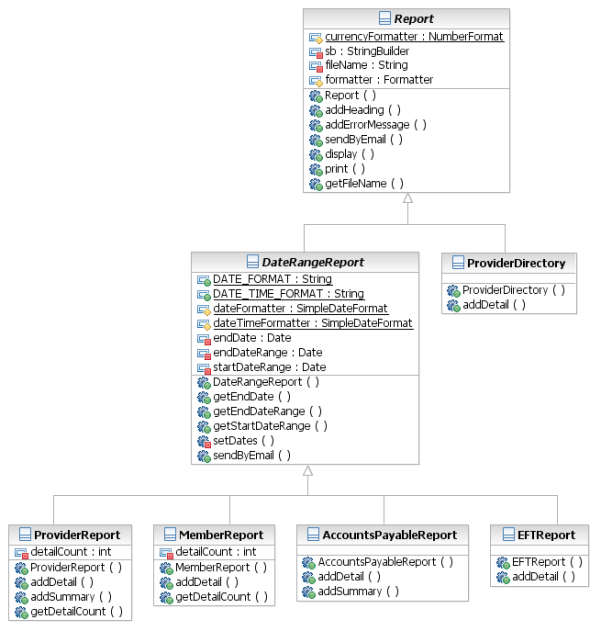 Report
currencyFormatter : NumberFormat
sb : StringBuilder
fileName : String
formatter : Formatter
Report ( )
addHeading ( )
addErrorMessage ( )
sendByEmail ( )
display ( )
print ( )
getFileName ( )
DateRangeReport
DATE_FORMAT : String
DATE_TIME_FORMAT : String
dateFormatter : SimpleDateFormat
dateTimeFormatter : SimpleDateFormat
endDate : Date
endDateRange : Date
startDateRange : Date
DateRangeReport ( )
getEndDate ( )
getEndDateRange ( )
getStartDateRange ( )
setDates ( )
sendByEmail ( )
ProviderDirectory
ProviderDirectory ( )
addDetail ( )
ProviderReport
detailCount : int
ProviderReport ( )
addDetail ( )
addSummary ( )
getDetailCount ( )
MemberReport
detailCount : int
MemberReport ( )
addDetail ( )
getDetailCount ( )
AccountsPayableReport
AccountsPayableReport ( )
addDetail ( )
addSummary ( )
EFTReport
EFTReport ( )
addDetail ( )